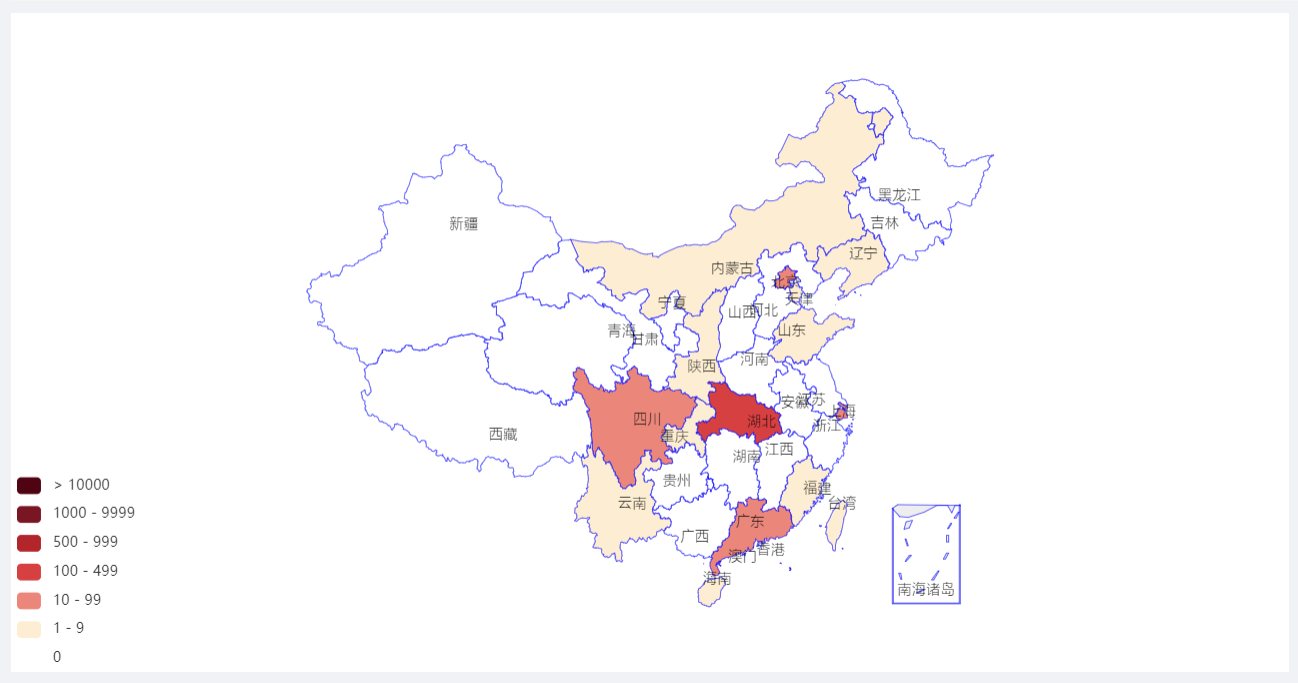 黑龙江
吉林
新疆
辽宁
内蒙古
北京
天津
宁夏
山西
河北
青海
甘肃
山东
河南
陕西
安徽
江苏
上海
四川
湖北
浙江
重庆
西藏
湖南
江西
贵州
福建
云南
台湾
广东
广西
香港
澳门
海南
南海诸岛
> 10000
1000 - 9999
500 - 999
100 - 499
10 - 99
1 - 9
0